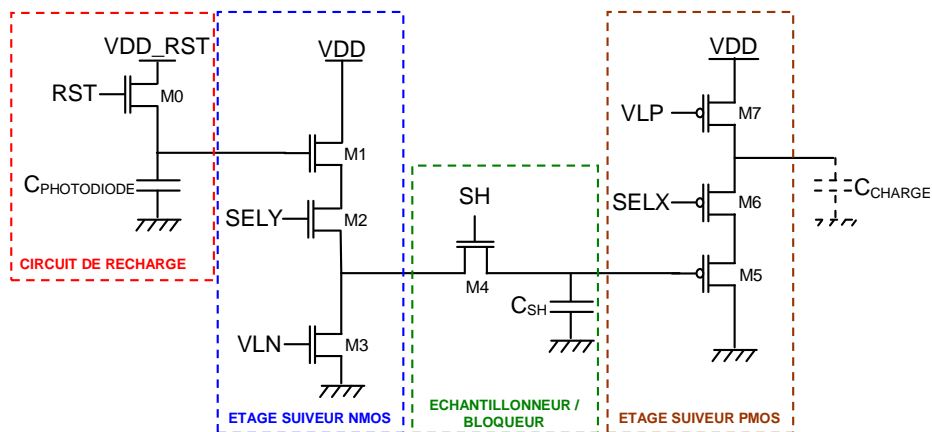 VDD_RST
RST
M0
CPHOTODIODE
CIRCUIT DE RECHARGE
VDD
M1
SELY
M2
VLN
M3
ETAGE SUIVEUR NMOS
SH
M4
CSH
ECHANTILLONNEUR /
BLOQUEUR
VDD
VLP
M7
SELX
M6
CCHARGE
M5
ETAGE SUIVEUR PMOS